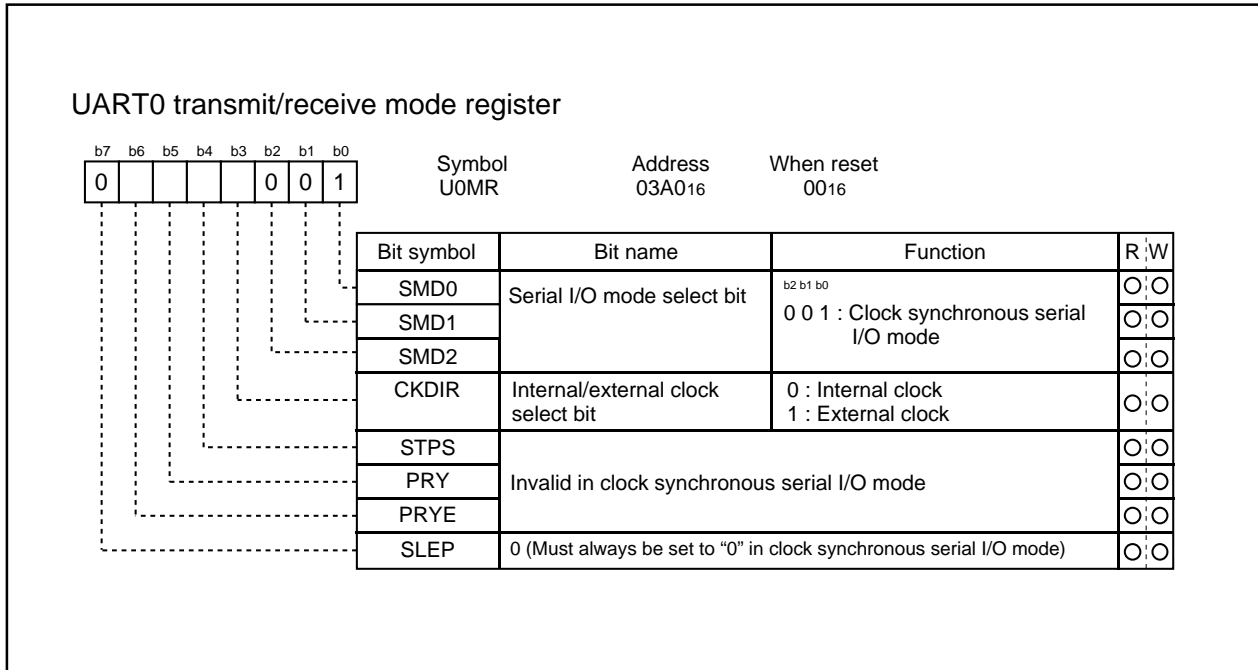 UART0 transmit/receive mode register
b7 b6 b5 b4 b3 b2 b1 b0
0 0 0 1
Symbol Address When reset
U0MR 03A016 0016
Bit symbol Bit name Function R W
SMD0 Serial I/O mode select bit b2 b1 b0
0 0 1 : Clock synchronous serial I/O mode
SMD1
SMD2
CKDIR Internal/external clock select bit 0 : Internal clock
1 : External clock
STPS
PRY Invalid in clock synchronous serial I/O mode
PRYE
SLEP 0 (Must always be set to “0” in clock synchronous serial I/O mode)